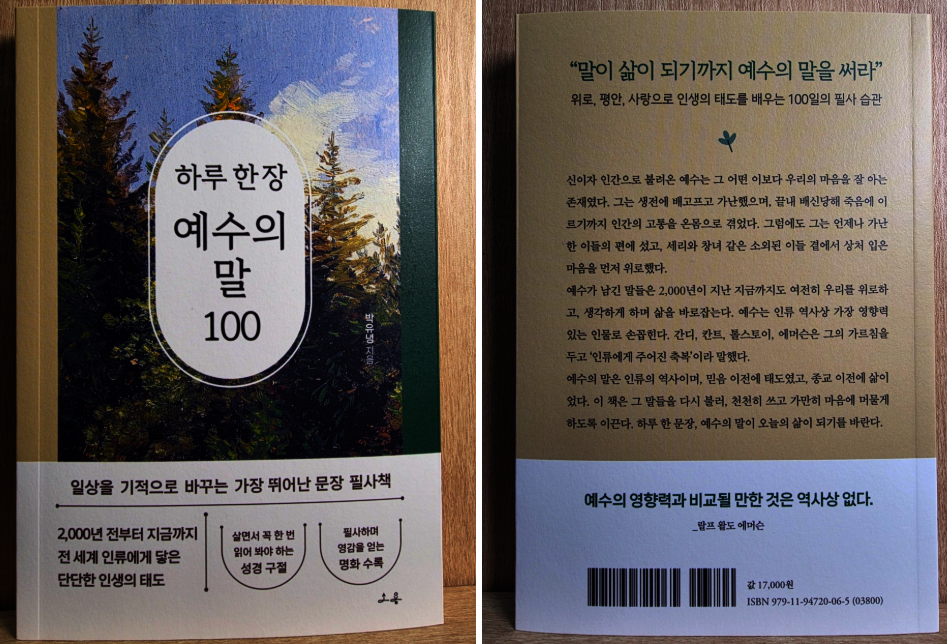 하루 한 장
예수의
말
100
박유녕 지음
일상을 기적으로 바꾸는 가장 뛰어난 문장 필사책
2,000년 전부터 지금까지
전 세계 인류에게 닿은
단단한 인생의 태도
살면서 꼭 한 번
읽어 봐야 하는
성경 구절
필사하며
영감을 얻는
명화 수록
“말이 삶이 되기까지 예수의 말을 써라”
위로, 평안, 사랑으로 인생의 태도를 배우는 100일의 필사 습관
신이자 인간으로 불려온 예수는 그 어떤 이보다 우리의 마음을 잘 아는
존재였다. 그는 생전에 배고프고 가난했으며, 끝내 배신당해 죽음에 이
르기까지 인간의 고통을 온몸으로 겪었다. 그럼에도 그는 언제나 가난
한 이들의 편에 섰고, 세리와 창녀 같은 소외된 이들 곁에서 상처 입은
마음을 먼저 위로했다.
예수가 남긴 말들은 2,000년이 지난 지금까지도 여전히 우리를 위로하
고, 생각하게 하며 삶을 바로잡는다. 예수는 인류 역사상 가장 영향력
있는 인물로 손꼽힌다. 간디, 칸트, 톨스토이, 에머슨은 그의 가르침을
두고 ‘인류에게 주어진 축복’이라 말했다.
예수의 말은 인류의 역사이며, 믿음 이전에 태도였고, 종교 이전에 삶이
었다. 이 책은 그 말들을 다시 불러, 천천히 쓰고 가만히 마음에 머물게
하도록 이끈다. 하루 한 문장, 예수의 말이 오늘의 삶이 되기를 바란다.
예수의 영향력과 비교될 만한 것은 역사상 없다.
_랄프 왈도 에머슨
값 17,000원
ISBN 979-11-94720-06-5 (03800)